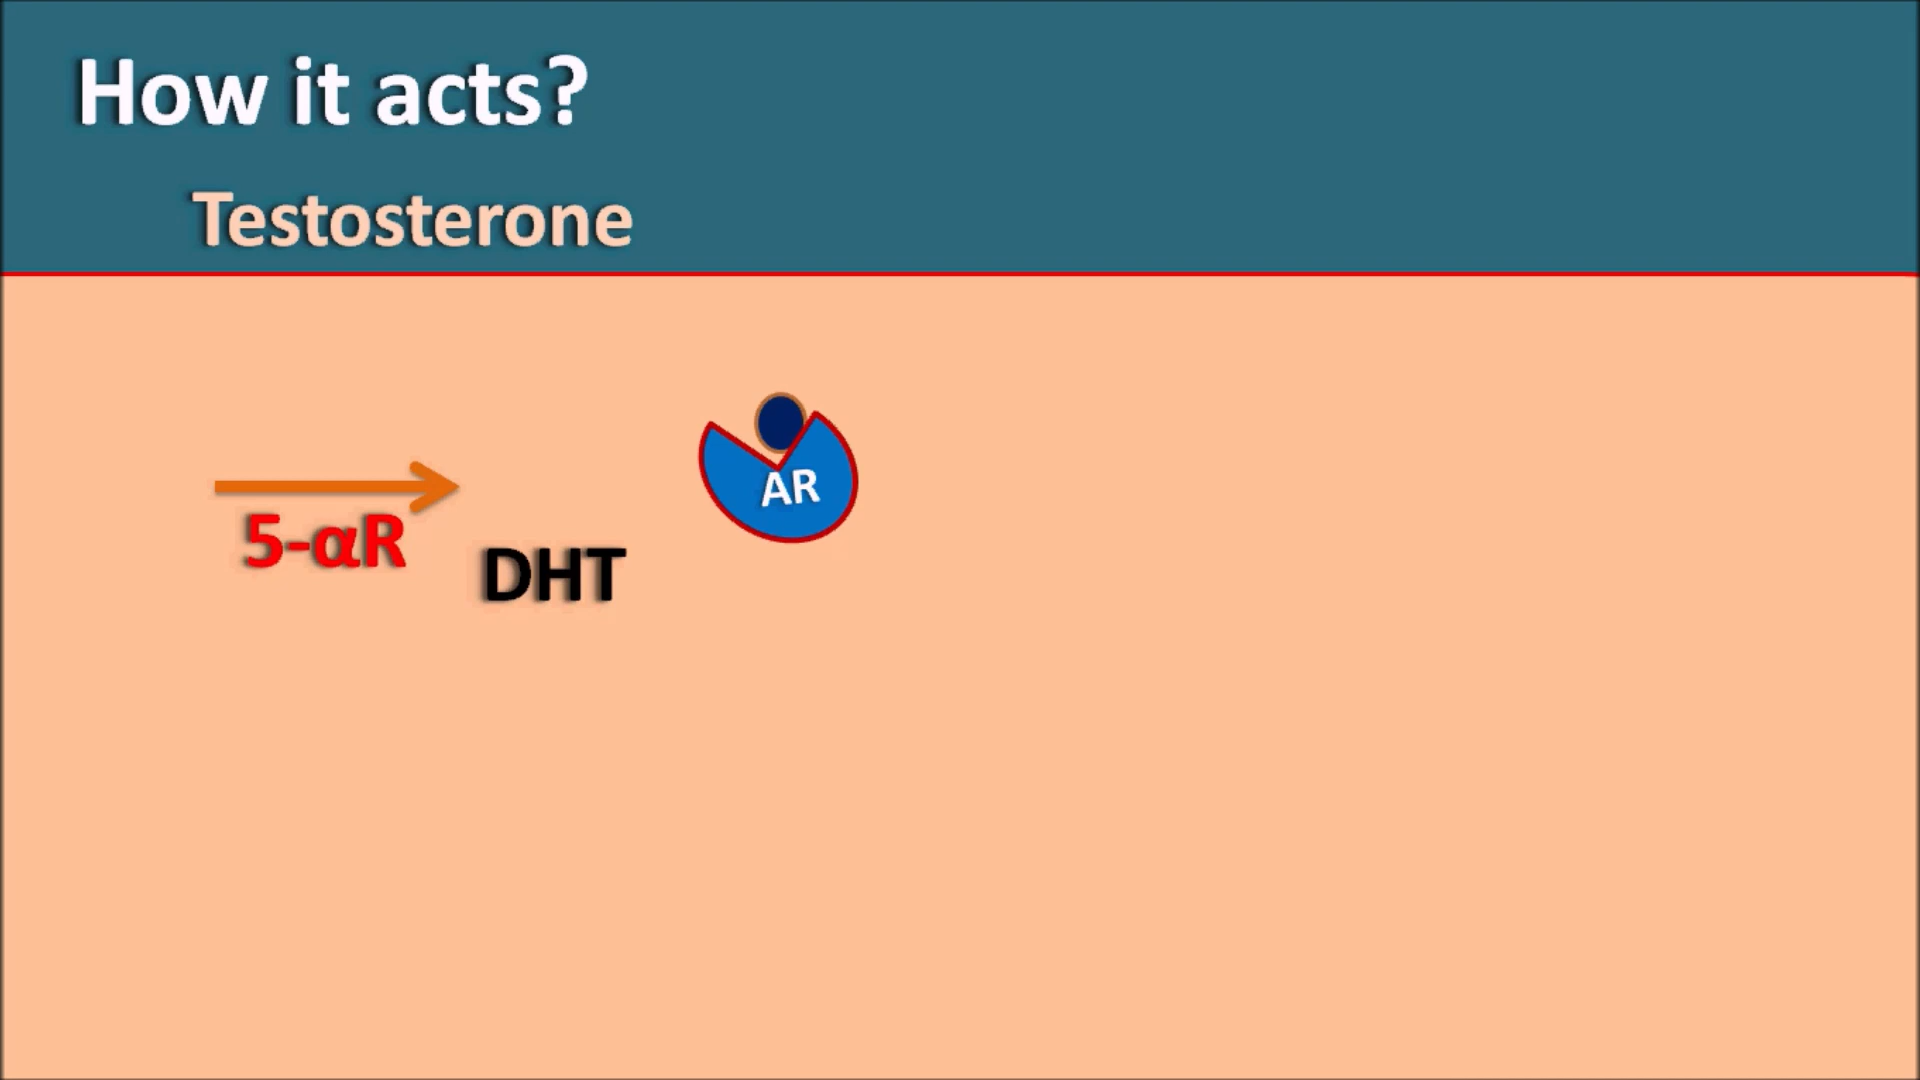 How it acts?
Testosterone
AR
5-αR
DHT